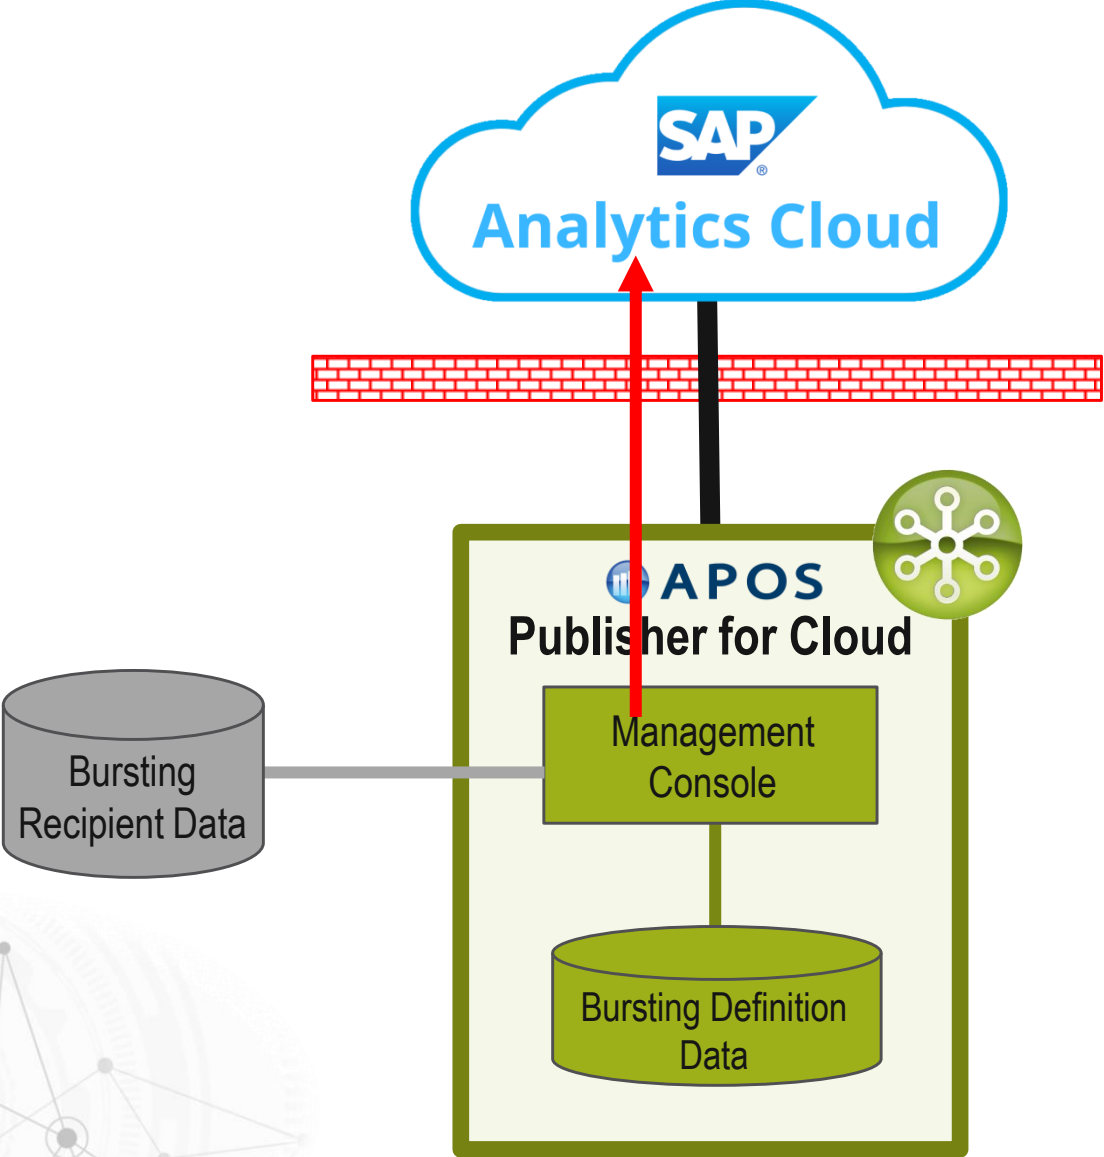 SAP®
Analytics Cloud
APOS
Publisher for Cloud
Management
Console
Bursting
Recipient Data
Bursting Definition
Data